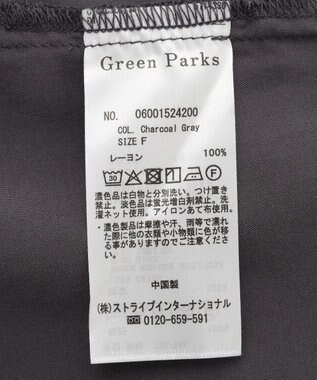 Green Parks
NO. 06001524200
COL. Charcoal Gray
SIZE F
レーヨン 100%
濃色品は白物と分別洗い。つけ置き
禁止。淡色品は蛍光増白剤禁止。洗
濯ネット使用。アイロンあて布使用。
・濃色製品は摩擦や汗、雨等で濡れ
た際に他の衣類や小物類に色が移
る事がありますのでご注意くださ
い。
中国製
(株)ストライプインターナショナル
0120-659-591